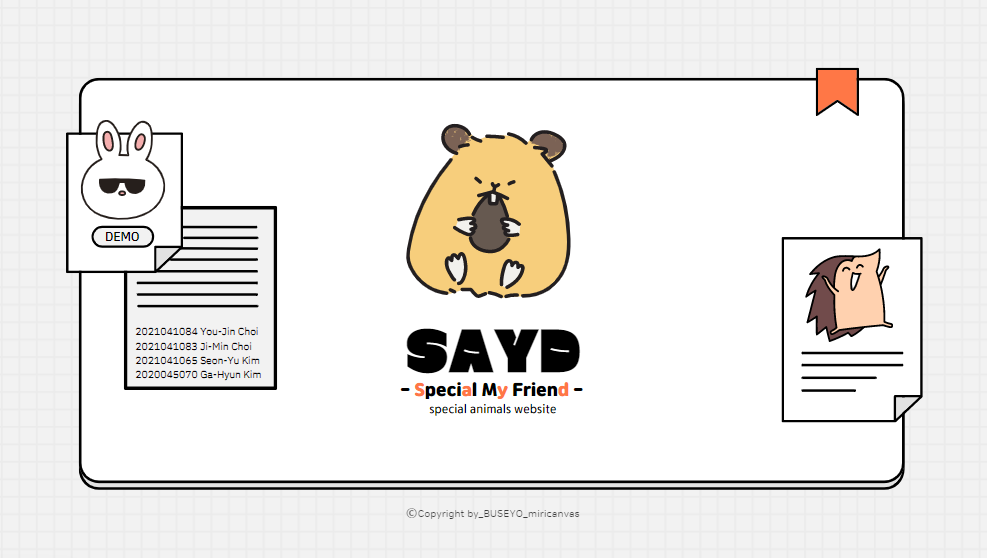 DEMO
2021041084 You-Jin Choi
2021041083 Ji-Min Choi
2021041065 Seon-Yu Kim
2020045070 Ga-Hyun Kim
SAYD
- Special My Friend -
special animals website
©Copyright by_BUSEYO_miricanvas